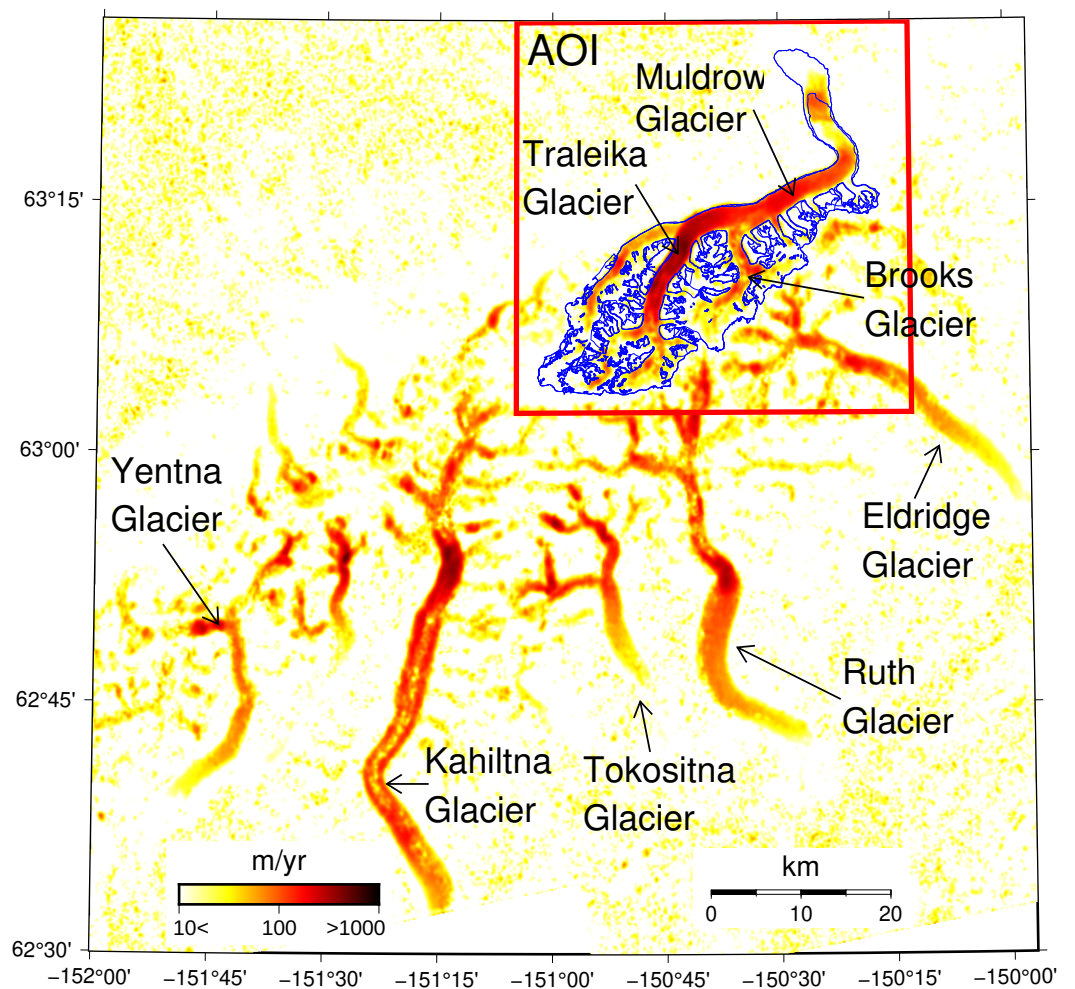 AOI
Muldrow
Glacier
Traleika
Glacier
63°15'
Brooks
Glacier
63°00'
Yentna
Glacier
Eldridge
Glacier
Ruth
Glacier
62°45'
Kahiltna
Glacier
Tokositna
Glacier
m/yr
10< 100 >1000
km
0 10 20
62°30'
−152°00' −151°45' −151°30' −151°15' −151°00' −150°45' −150°30' −150°15' −150°00'